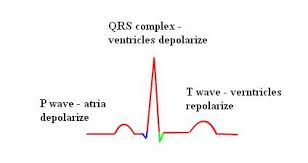 QRS complex -
ventricles depolarize
P wave - atria
depolarize
T wave - verntricles
repolarize